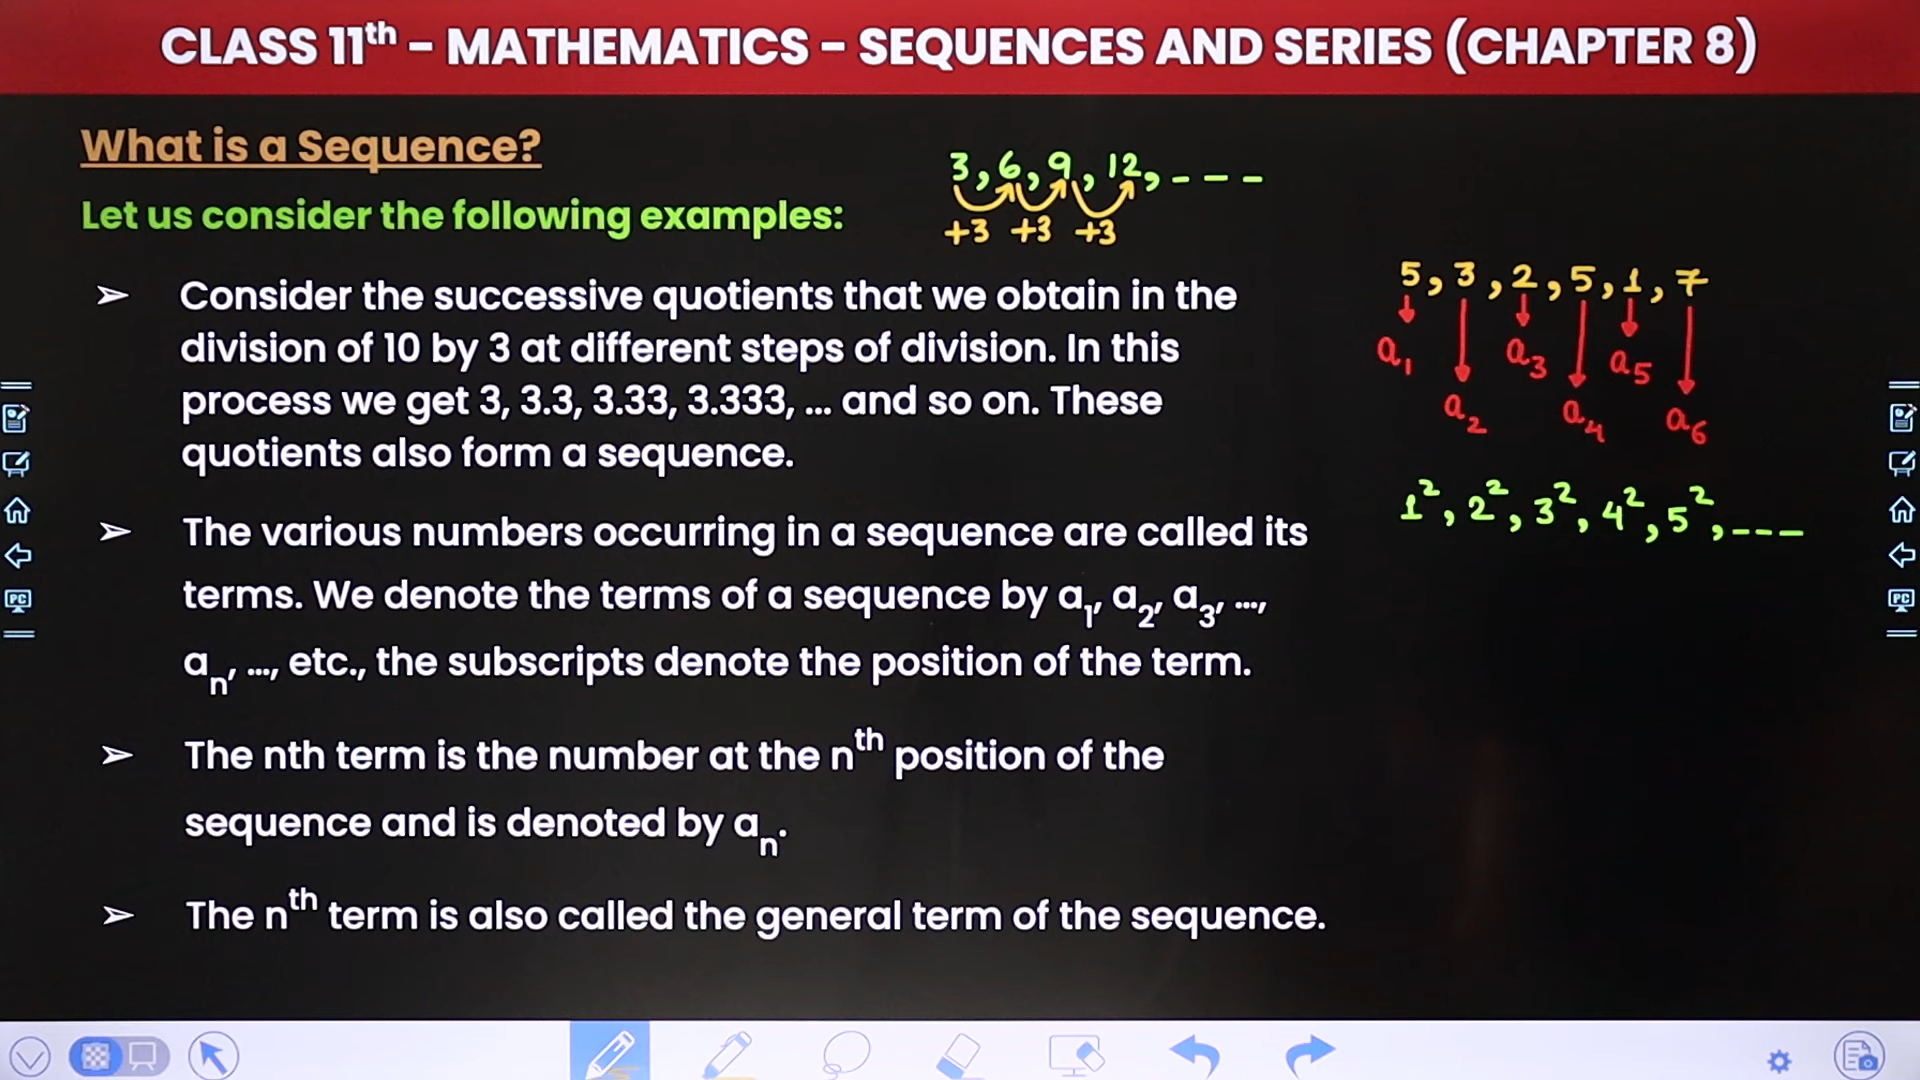 CLASS 11th - MATHEMATICS - SEQUENCES AND SERIES (CHAPTER 8)
What is a Sequence?
3, 6, 9, 12, - - -
+3 +3 +3
Let us consider the following examples:
➢ Consider the successive quotients that we obtain in the
division of 10 by 3 at different steps of division. In this
process we get 3, 3.3, 3.33, 3.333, ... and so on. These
quotients also form a sequence.
5, 3, 2, 5, 1, 7
a₁ a₂ a₃ a₄ a₅ a₆
1², 2², 3², 4², 5², - - -
➢ The various numbers occurring in a sequence are called its
terms. We denote the terms of a sequence by a₁, a₂, a₃, ...,
aₙ, ..., etc., the subscripts denote the position of the term.
➢ The nth term is the number at the nth position of the
sequence and is denoted by aₙ.
➢ The nth term is also called the general term of the sequence.
PC
PC